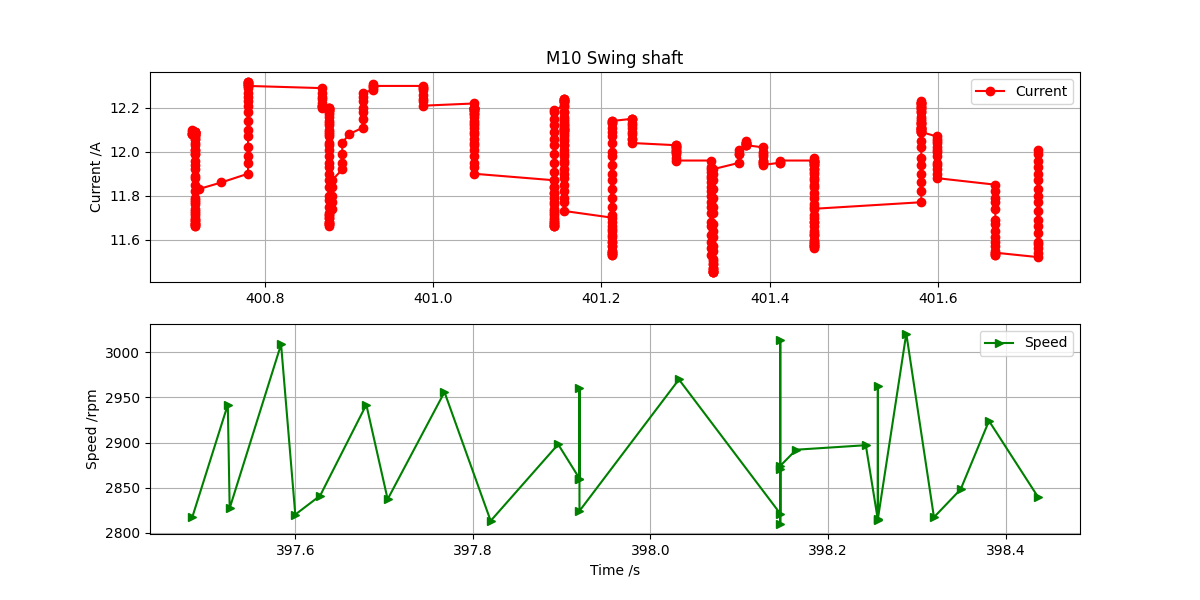 M10 Swing shaft
Current /A
12.2
12.0
11.8
11.6
Current
400.8 401.0 401.2 401.4 401.6
Speed /rpm
3000
2950
2900
2850
2800
Speed
397.6 397.8 398.0 398.2 398.4
Time /s